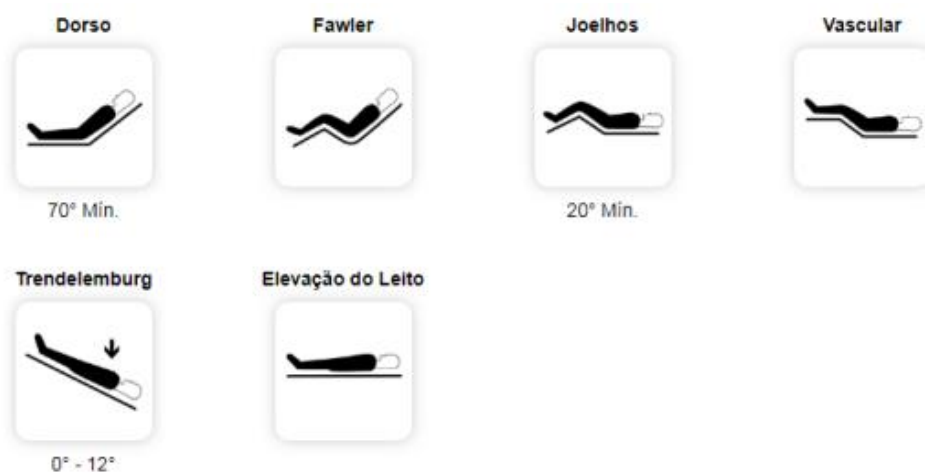 Dorso
Fawler
Joelhos
Vascular
70° Mín.
20° Mín.
Trendelemburg
Elevação do Leito
0° - 12°